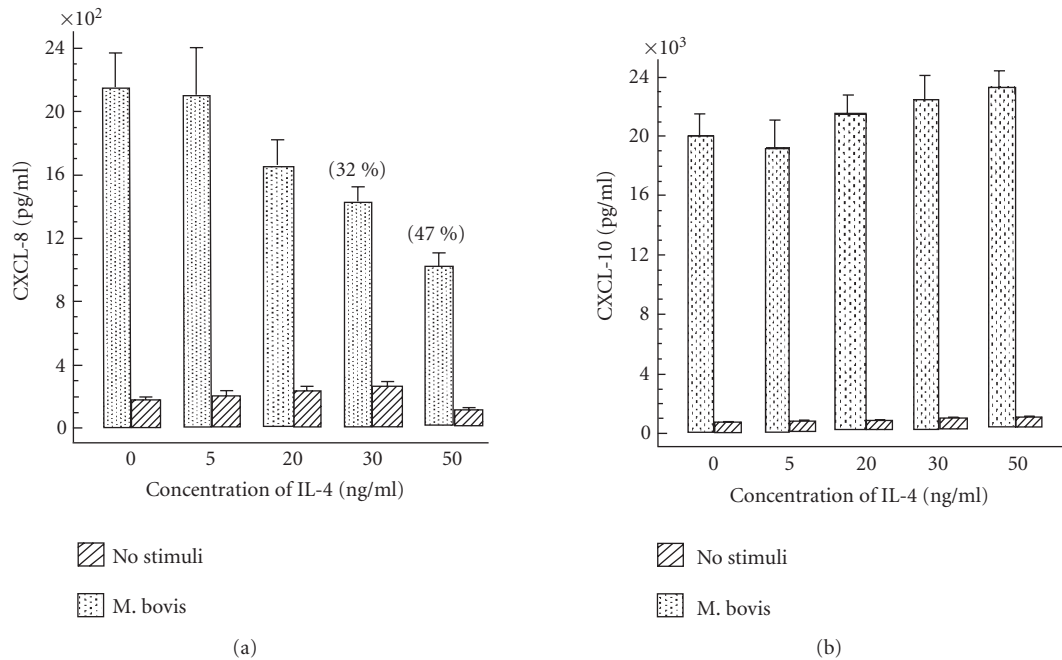 ×10²
24
20
16
12
8
4
0
CXCL-8 (pg/ml)
(32 %)
(47 %)
0 5 20 30 50
Concentration of IL-4 (ng/ml)
No stimuli
M. bovis
(a)
×10³
24
20
16
12
8
4
0
CXCL-10 (pg/ml)
0 5 20 30 50
Concentration of IL-4 (ng/ml)
No stimuli
M. bovis
(b)